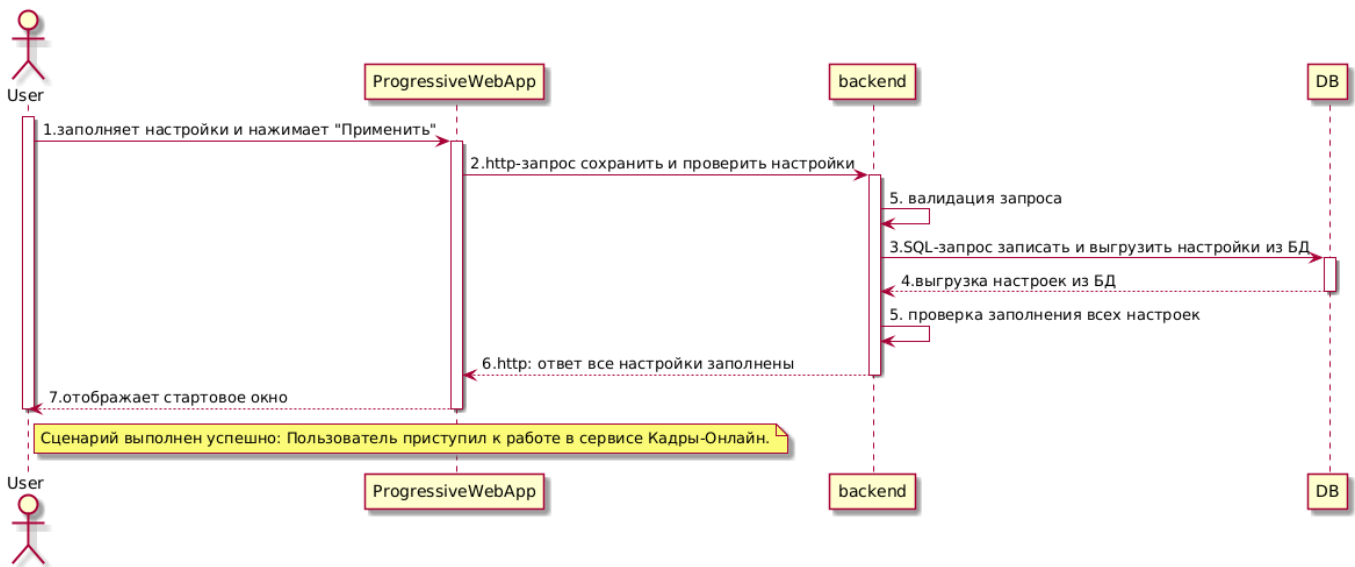 User
ProgressiveWebApp
backend
DB
1.заполняет настройки и нажимает "Применить"
2.http-запрос сохранить и проверить настройки
5. валидация запроса
3.SQL-запрос записать и выгрузить настройки из БД
4.выгрузка настроек из БД
5. проверка заполнения всех настроек
6.http: ответ все настройки заполнены
7.отображает стартовое окно
Сценарий выполнен успешно: Пользователь приступил к работе в сервисе Кадры-Онлайн.
User
ProgressiveWebApp
backend
DB